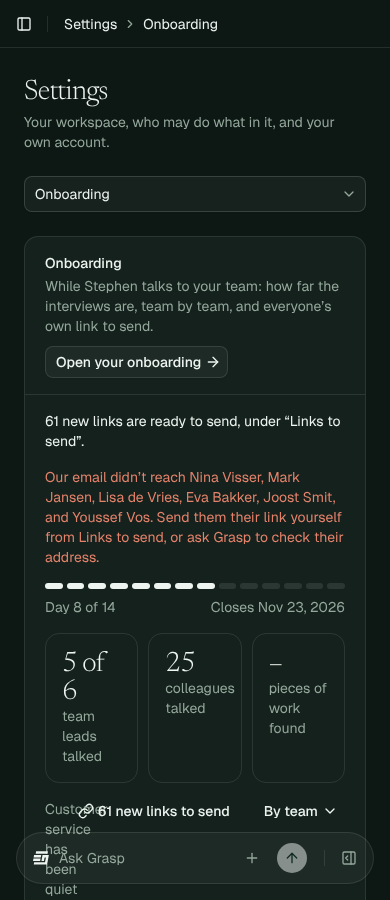 Settings > Onboarding
Settings
Your workspace, who may do what in it, and your
own account.
Onboarding
Onboarding
While Stephen talks to your team: how far the
interviews are, team by team, and everyone’s
own link to send.
Open your onboarding →
61 new links are ready to send, under “Links to
send”.
Our email didn’t reach Nina Visser, Mark
Jansen, Lisa de Vries, Eva Bakker, Joost Smit,
and Youssef Vos. Send them their link yourself
from Links to send, or ask Grasp to check their
address.
Day 8 of 14
Closes Nov 23, 2026
5 of
6
team
leads
talked
25
colleagues
talked
–
pieces of
work
found
Customer
service
has
been
quiet
61 new links to send
By team
Ask Grasp